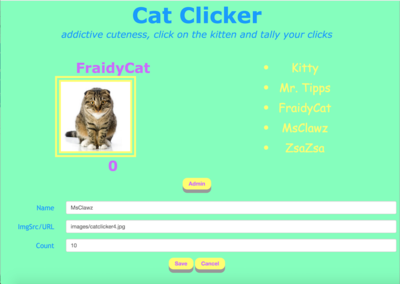 Cat Clicker
addictive cuteness, click on the kitten and tally your clicks
FraidyCat
0
Kitty
Mr. Tipps
FraidyCat
MsClawz
ZsaZsa
Admin
Name MsClawz
ImgSrc/URL images/catclicker4.jpg
Count 10
Save Cancel